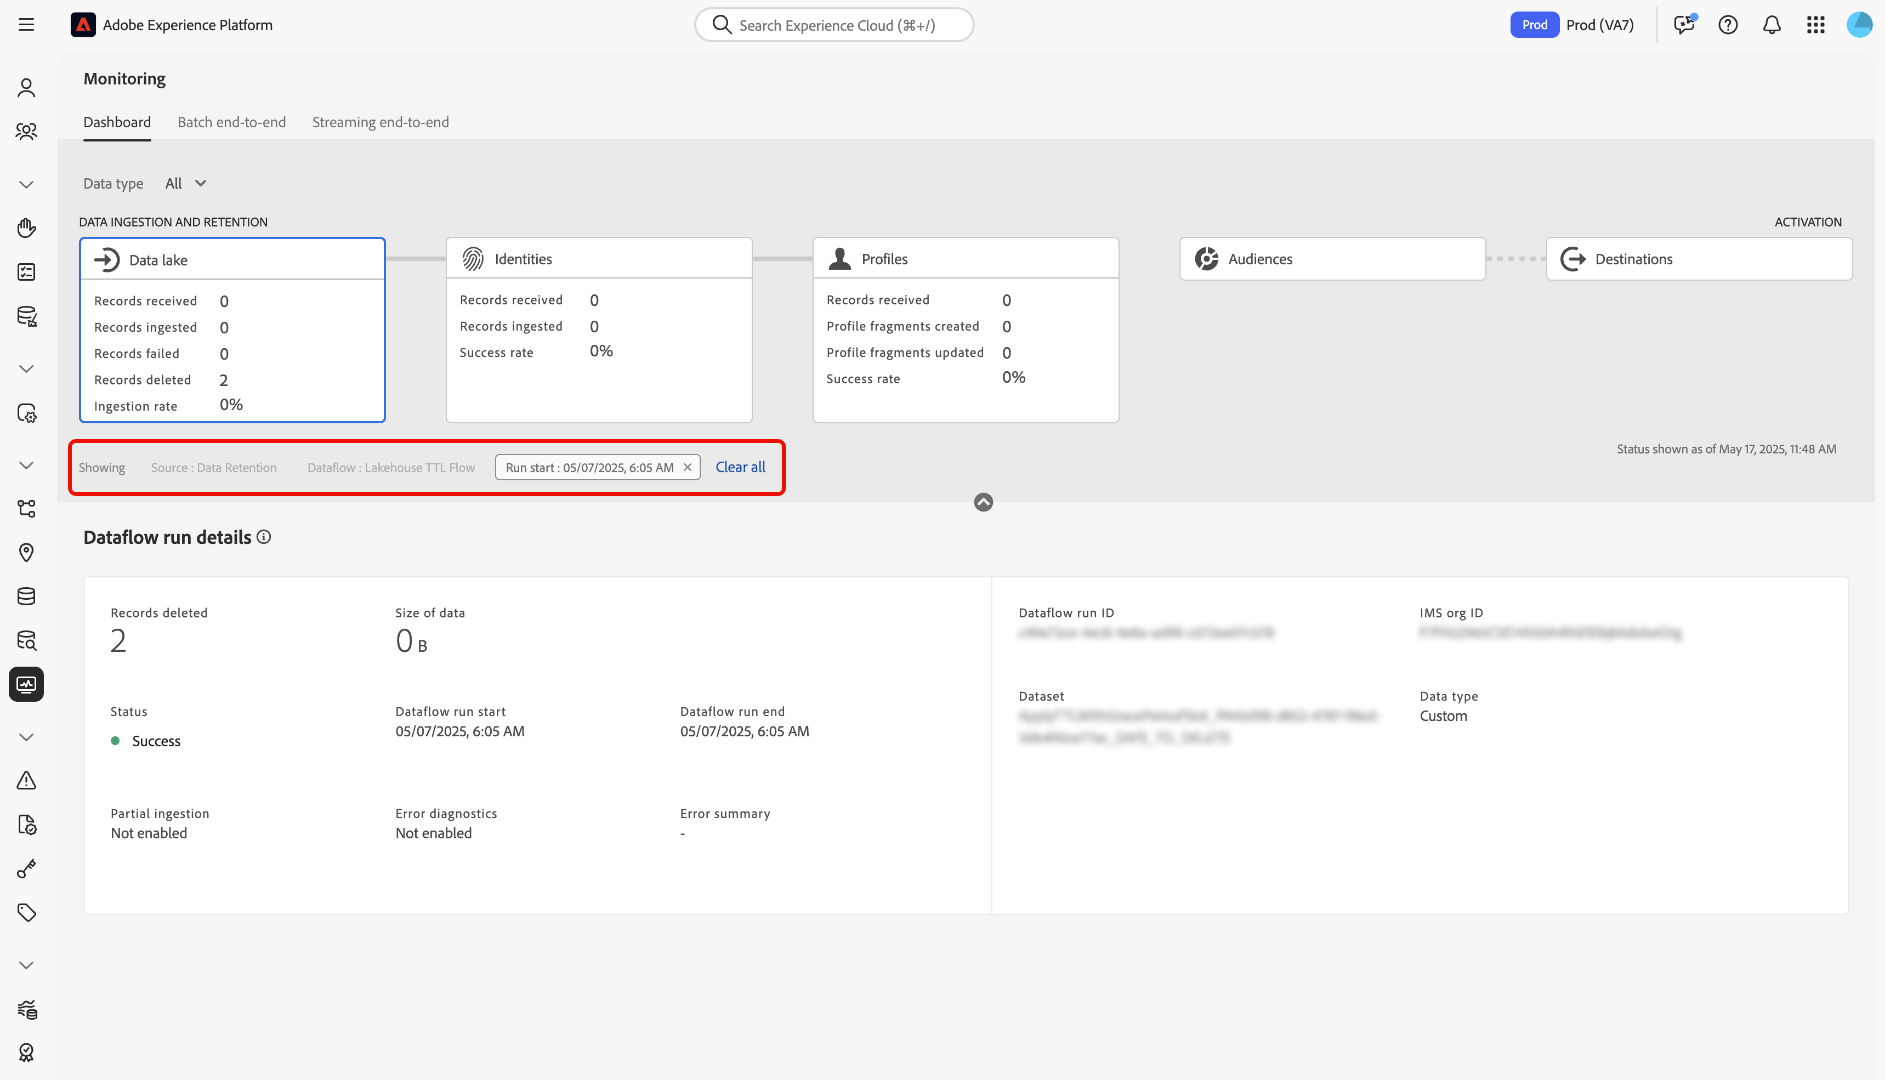 Adobe Experience Platform
Search Experience Cloud (⌘+/)
Prod Prod (VA7)
Monitoring
Dashboard Batch end-to-end Streaming end-to-end
Data type All
DATA INGESTION AND RETENTION
ACTIVATION
Data lake
Records received 0
Records ingested 0
Records failed 0
Records deleted 2
Ingestion rate 0%
Identities
Records received 0
Records ingested 0
Success rate 0%
Profiles
Records received 0
Profile fragments created 0
Profile fragments updated 0
Success rate 0%
Audiences
Destinations
Showing Source : Data Retention Dataflow : Lakehouse TTL Flow Run start : 05/07/2025, 6:05 AM × Clear all
Status shown as of May 17, 2025, 11:48 AM
Dataflow run details
Records deleted
2
Size of data
0 B
Status
Success
Dataflow run start
05/07/2025, 6:05 AM
Dataflow run end
05/07/2025, 6:05 AM
Partial ingestion
Not enabled
Error diagnostics
Not enabled
Error summary
-
Dataflow run ID
IMS org ID
Dataset
Data type
Custom